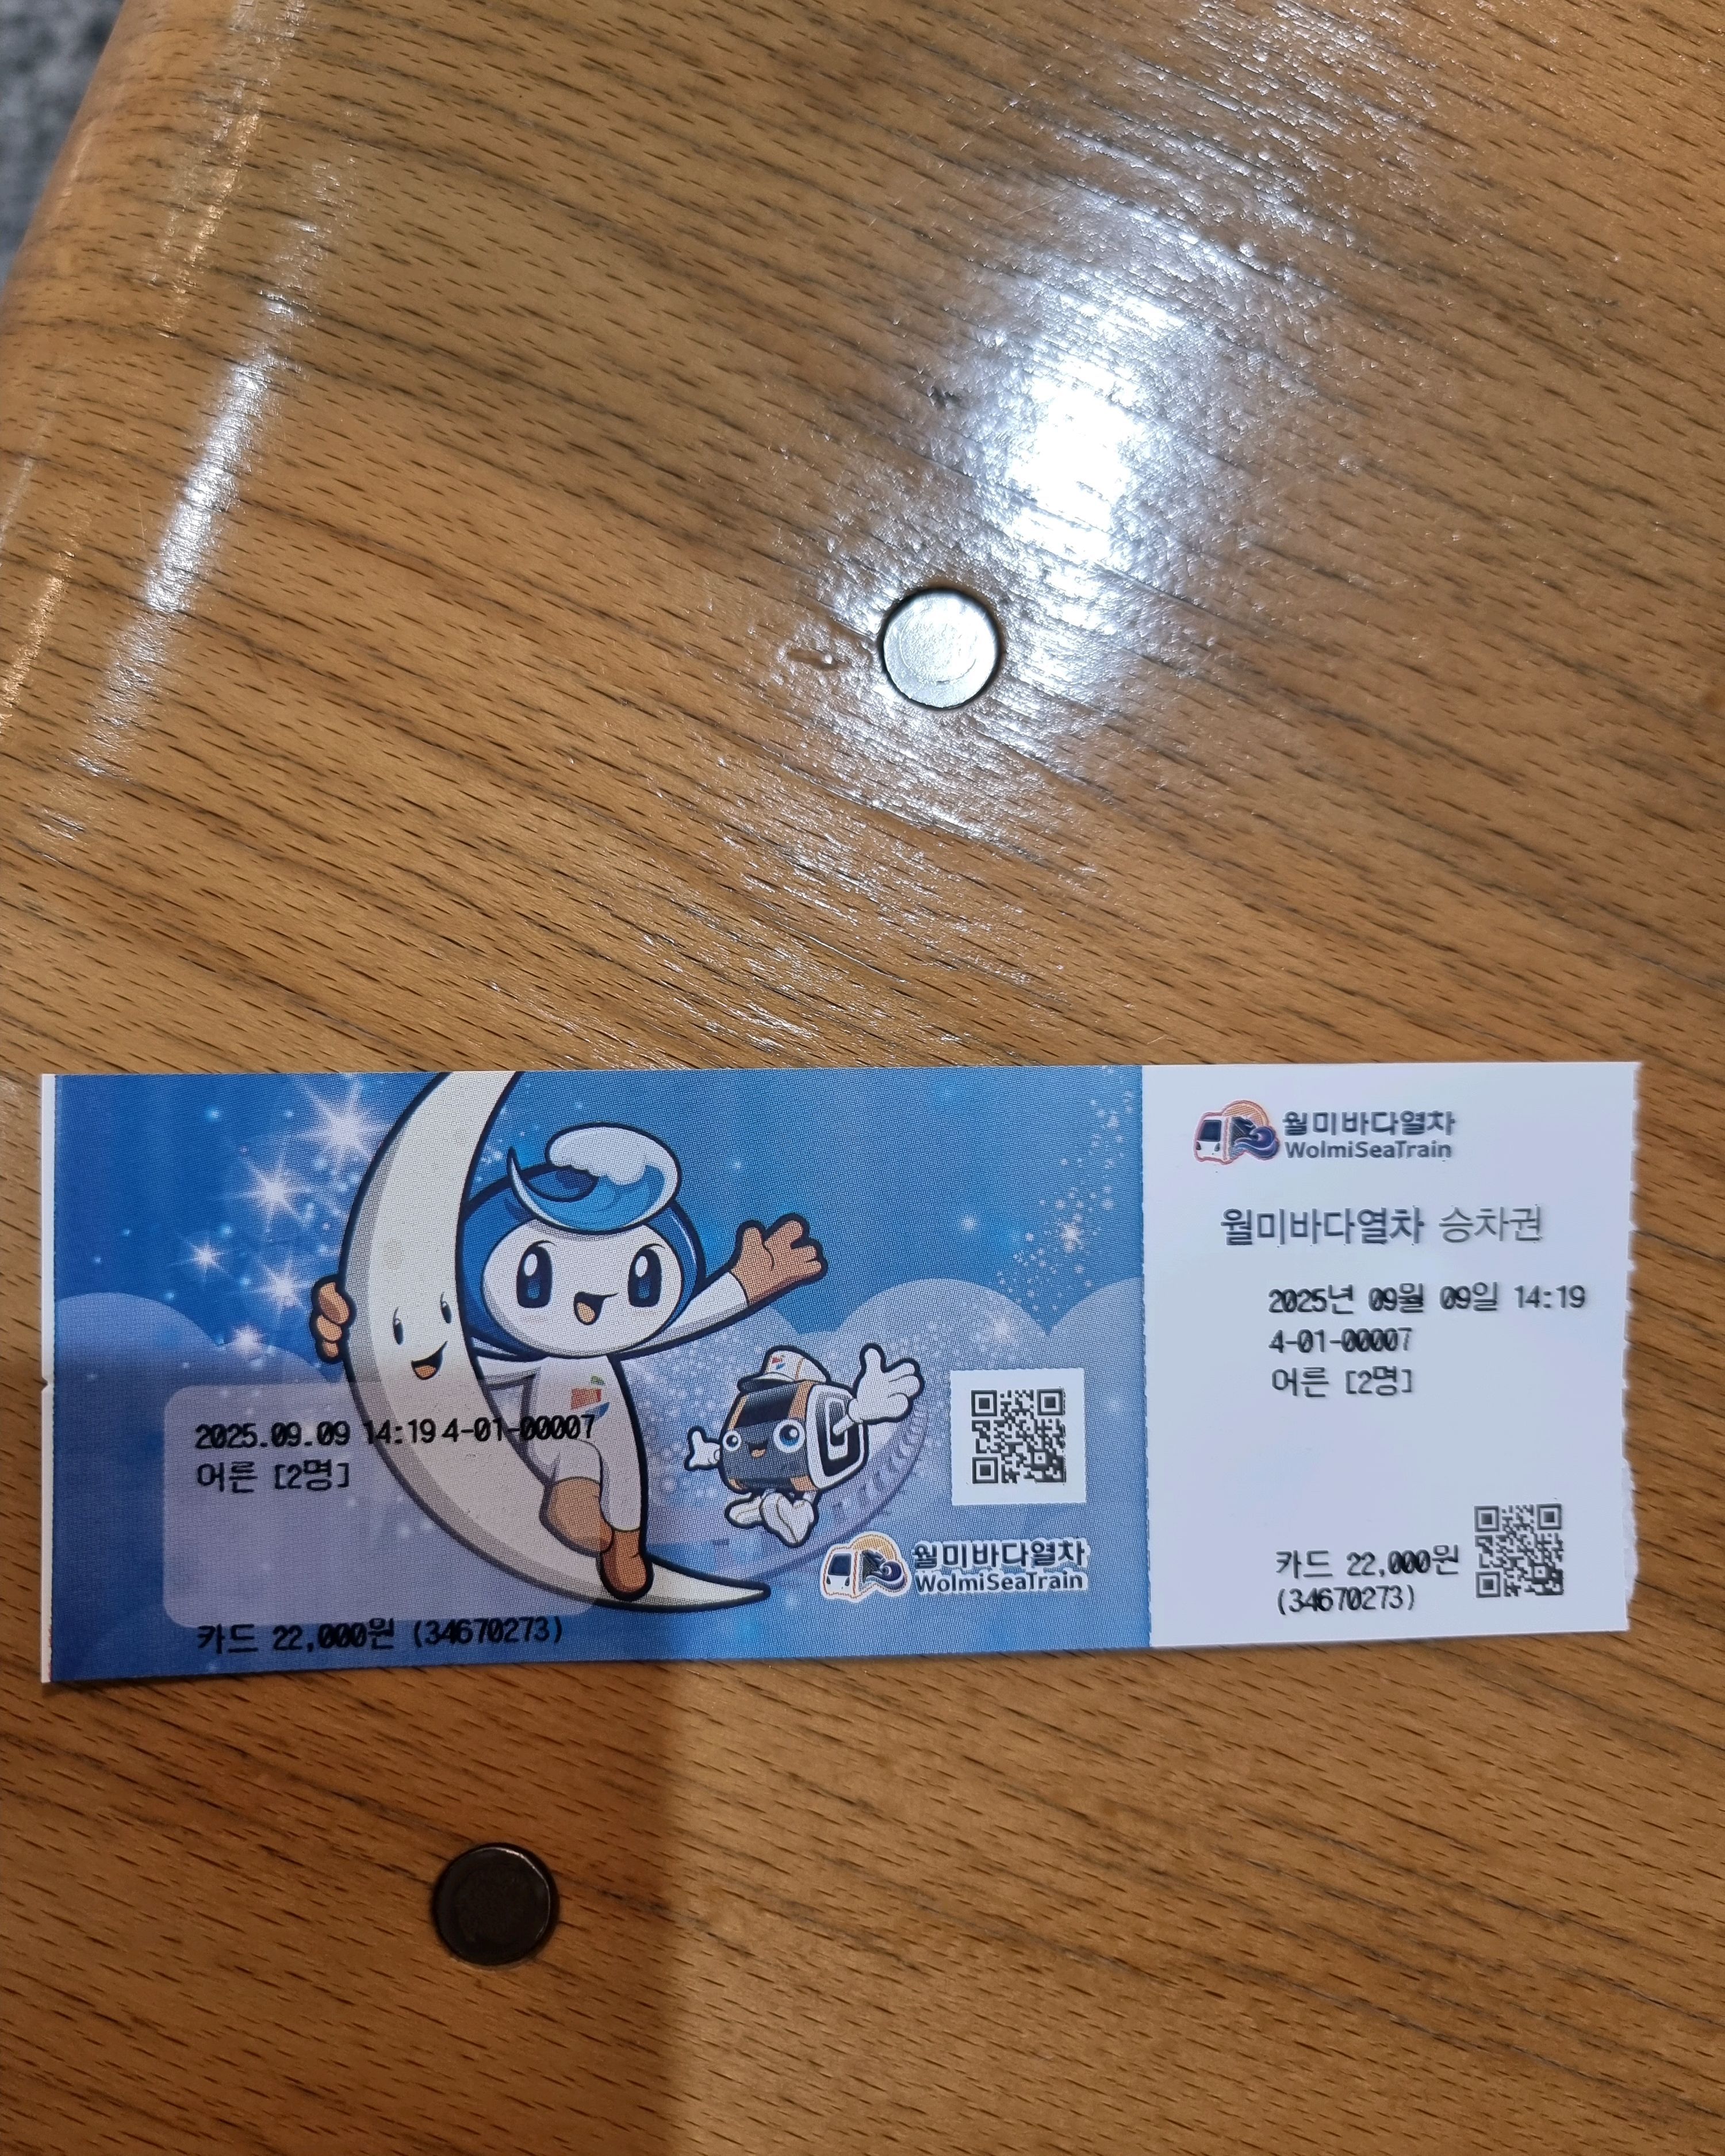 2025.09.09 14:19 4-01-00007
어른 [2명]
카드 22,000원 (34670273)
월미바다열차
WolmiSeaTrain
월미바다열차
WolmiSeaTrain
월미바다열차 승차권
2025년 09월 09일 14:19
4-01-00007
어른 [2명]
카드 22,000원
(34670273)